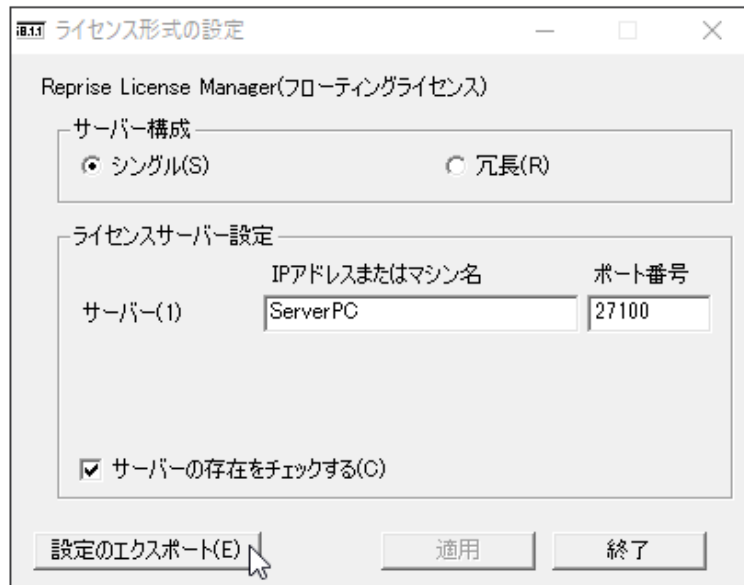 i8.1.1 ライセンス形式の設定
Reprise License Manager(フローティングライセンス)
サーバー構成
シングル(S) 冗長(R)
ライセンスサーバー設定
IPアドレスまたはマシン名 ポート番号
サーバー(1) ServerPC 27100
サーバーの存在をチェックする(C)
設定のエクスポート(E) 適用 終了